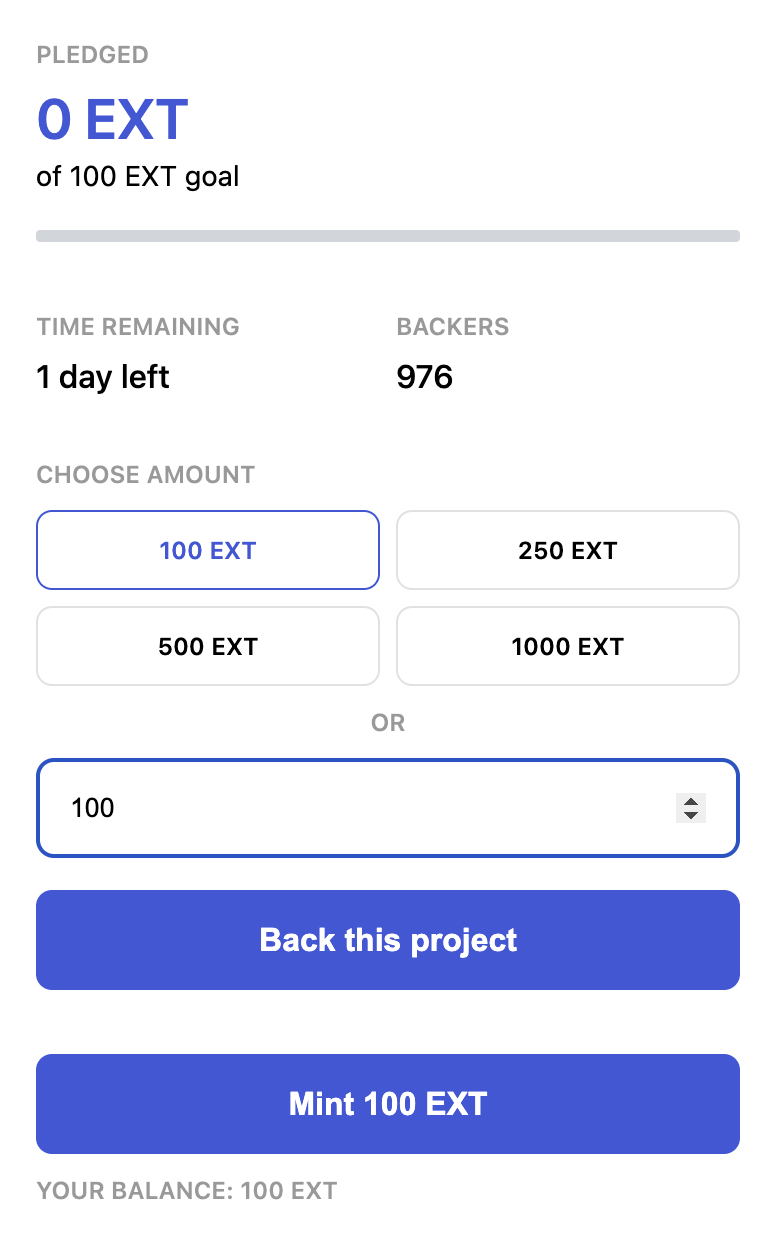 PLEDGED
0 EXT
of 100 EXT goal
TIME REMAINING
BACKERS
1 day left
976
CHOOSE AMOUNT
100 EXT
250 EXT
500 EXT
1000 EXT
OR
100
Back this project
Mint 100 EXT
YOUR BALANCE: 100 EXT